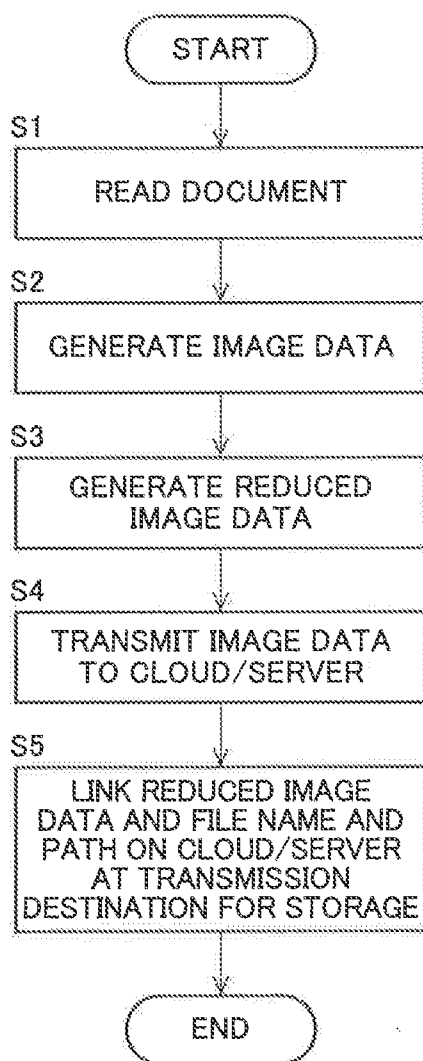 START
S1
READ DOCUMENT
S2
GENERATE IMAGE DATA
S3
GENERATE REDUCED
IMAGE DATA
S4
TRANSMIT IMAGE DATA
TO CLOUD/SERVER
S5
LINK REDUCED IMAGE
DATA AND FILE NAME AND
PATH ON CLOUD/SERVER
AT TRANSMISSION
DESTINATION FOR STORAGE
END